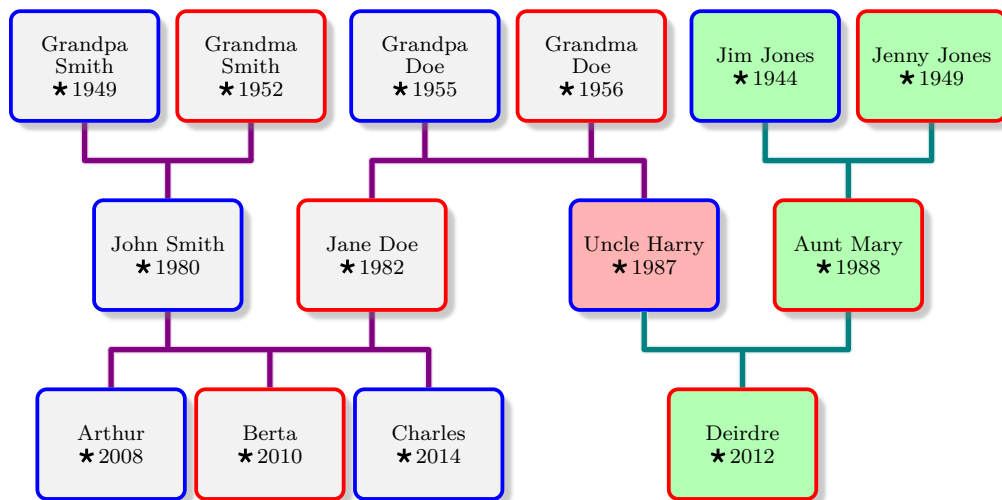 Grandpa
Smith
★ 1949
Grandma
Smith
★ 1952
Grandpa
Doe
★ 1955
Grandma
Doe
★ 1956
Jim Jones
★ 1944
Jenny Jones
★ 1949
John Smith
★ 1980
Jane Doe
★ 1982
Uncle Harry
★ 1987
Aunt Mary
★ 1988
Arthur
★ 2008
Berta
★ 2010
Charles
★ 2014
Deirdre
★ 2012